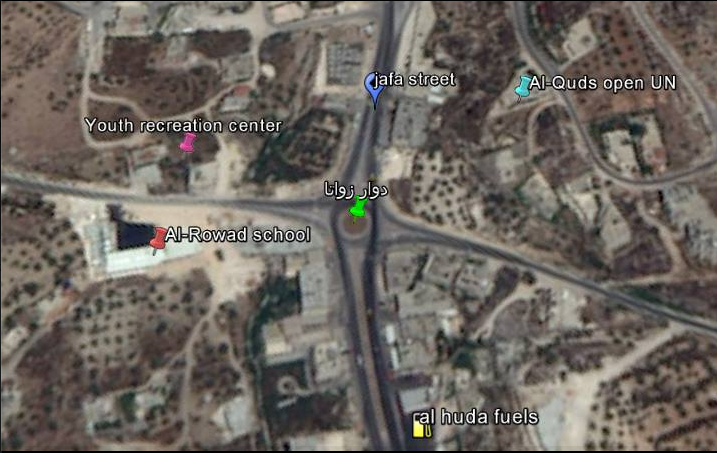 jafa street
Al-Quds open UN
Youth recreation center
دوار زواتا
Al-Rowad school
al huda fuels